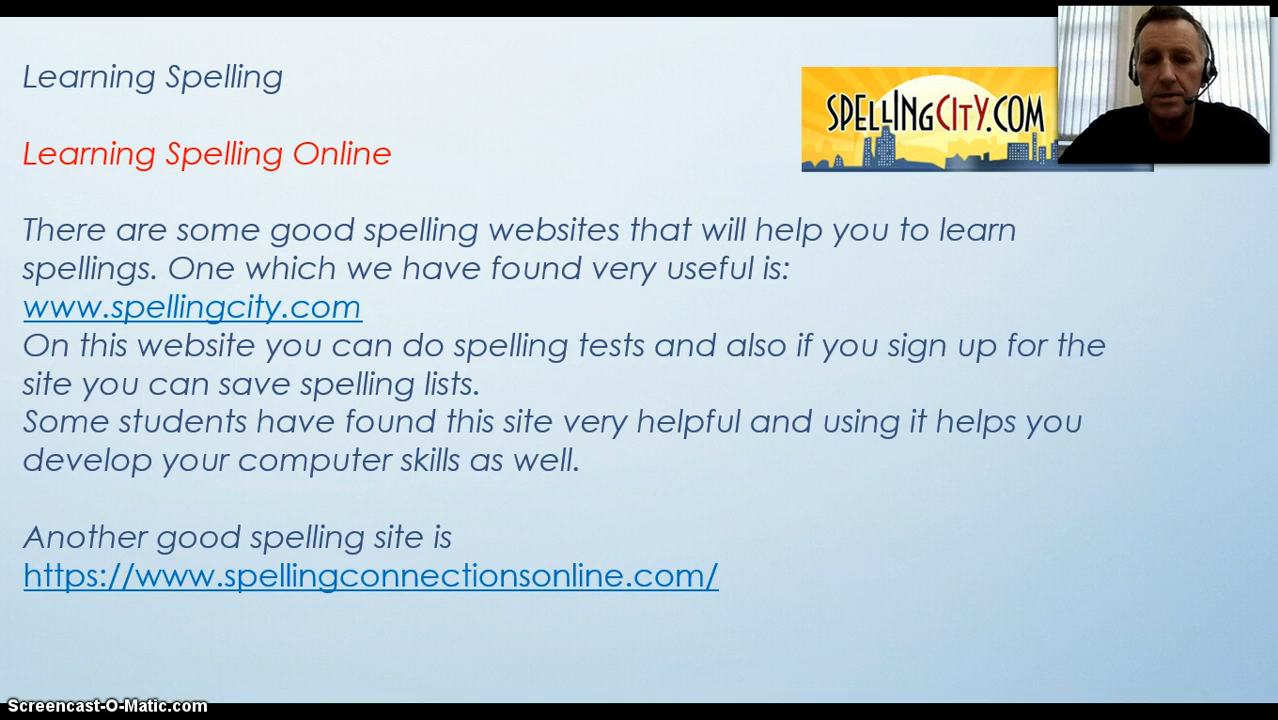 Learning Spelling
SPELLINGCITY.COM
Learning Spelling Online
There are some good spelling websites that will help you to learn
spellings. One which we have found very useful is:
www.spellingcity.com
On this website you can do spelling tests and also if you sign up for the
site you can save spelling lists.
Some students have found this site very helpful and using it helps you
develop your computer skills as well.
Another good spelling site is
https://www.spellingconnectionsonline.com/
Screencast-O-Matic.com